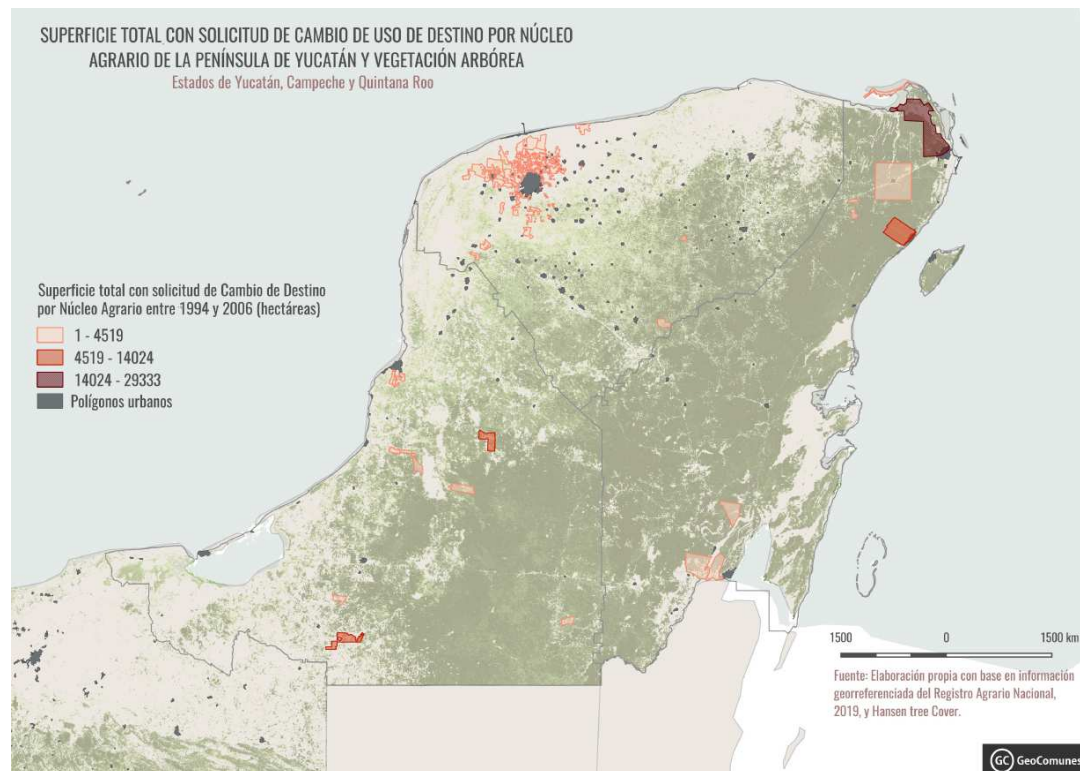 SUPERFICIE TOTAL CON SOLICITUD DE CAMBIO DE USO DE DESTINO POR NÚCLEO
AGRARIO DE LA PENÍNSULA DE YUCATÁN Y VEGETACIÓN ARBÓREA
Estados de Yucatán, Campeche y Quintana Roo
Superficie total con solicitud de Cambio de Destino
por Núcleo Agrario entre 1994 y 2006 (hectáreas)
1 - 4519
4519 - 14024
14024 - 29333
Polígonos urbanos
1500 0 1500 km
Fuente: Elaboración propia con base en información
georreferenciada del Registro Agrario Nacional,
2019, y Hansen tree Cover.
GC GeoComunes